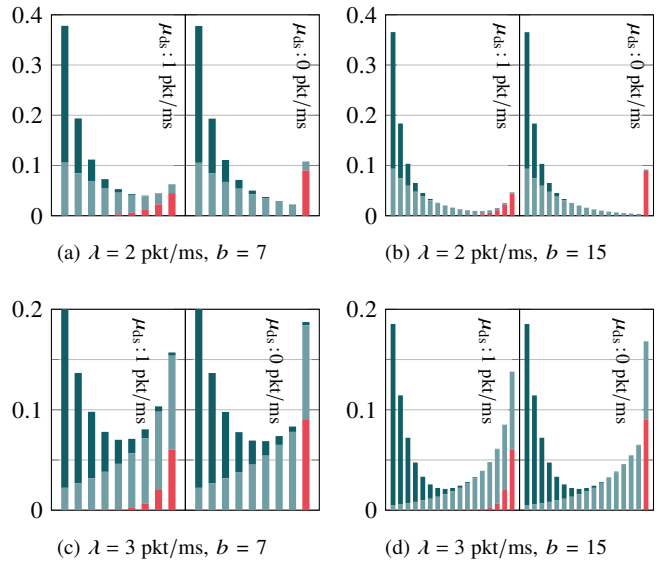 0.4
0.3
0.2
0.1
0
μds: 1 pkt/ms
μds: 0 pkt/ms
(a) λ = 2 pkt/ms, b = 7
0.4
0.3
0.2
0.1
0
μds: 1 pkt/ms
μds: 0 pkt/ms
(b) λ = 2 pkt/ms, b = 15
0.2
0.1
0
μds: 1 pkt/ms
μds: 0 pkt/ms
(c) λ = 3 pkt/ms, b = 7
0.2
0.1
0
μds: 1 pkt/ms
μds: 0 pkt/ms
(d) λ = 3 pkt/ms, b = 15